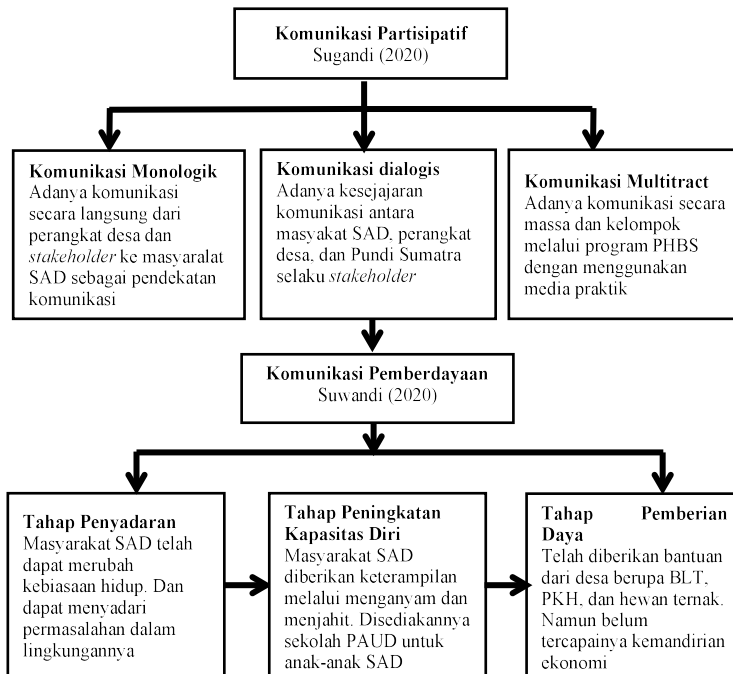 Komunikasi Partisipatif
Sugandi (2020)
Komunikasi Monologik
Adanya komunikasi
secara langsung dari
perangkat desa dan
stakeholder ke masyaralat
SAD sebagai pendekatan
komunikasi
Komunikasi dialogis
Adanya kesejajaran
komunikasi antara
masyakat SAD, perangkat
desa, dan Pundi Sumatra
selaku stakeholder
Komunikasi Multitract
Adanya komunikasi secara
massa dan kelompok
melalui program PHBS
dengan menggunakan
media praktik
Komunikasi Pemberdayaan
Suwandi (2020)
Tahap Penyadaran
Masyarakat SAD telah
dapat merubah
kebiasaan hidup. Dan
dapat menyadari
permasalahan dalam
lingkungannya
Tahap Peningkatan
Kapasitas Diri
Masyarakat SAD
diberikan keterampilan
melalui menganyam dan
menjahit. Disediakannya
sekolah PAUD untuk
anak-anak SAD
Tahap Pemberian
Daya
Telah diberikan bantuan
dari desa berupa BLT,
PKH, dan hewan ternak.
Namun belum
tercapainya kemandirian
ekonomi